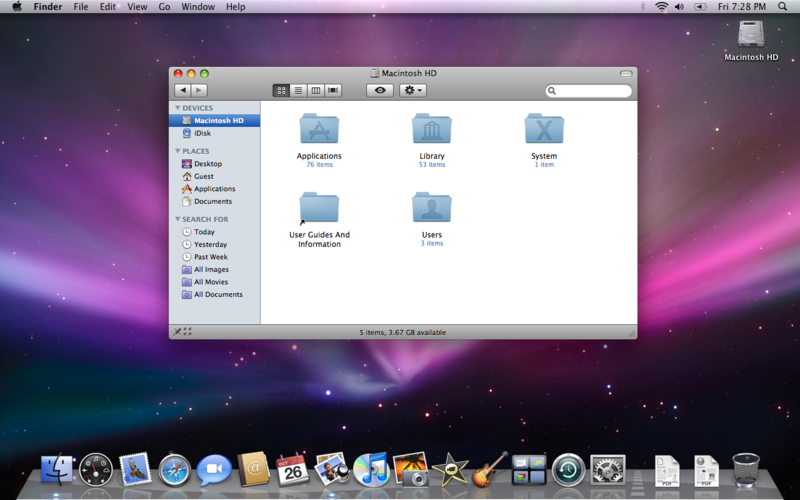 Finder File Edit View Go Window Help Fri 7:28 PM
Macintosh HD
Macintosh HD
DEVICES
Macintosh HD
iDisk
PLACES
Desktop
Guest
Applications
Documents
SEARCH FOR
Today
Yesterday
Past Week
All Images
All Movies
All Documents
Applications
76 items
Library
53 items
System
1 item
User Guides And
Information
Users
3 items
5 items, 3.67 GB available
OCT
26
PDF
PDF